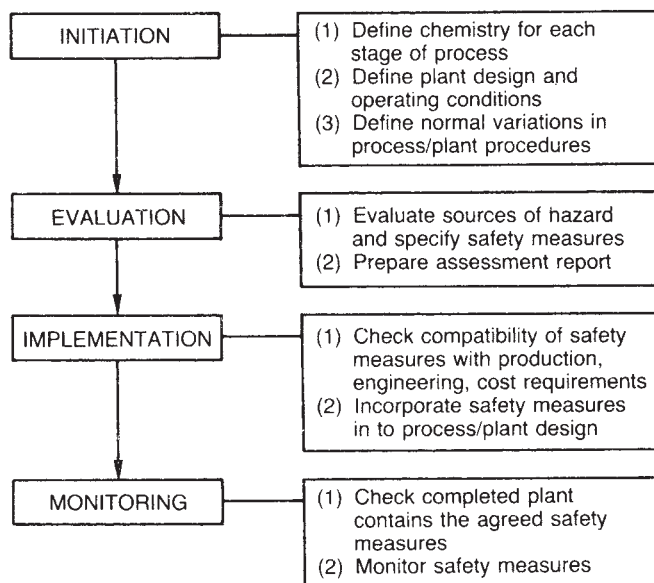 INITIATION
(1) Define chemistry for each
stage of process
(2) Define plant design and
operating conditions
(3) Define normal variations in
process/plant procedures
EVALUATION
(1) Evaluate sources of hazard
and specify safety measures
(2) Prepare assessment report
IMPLEMENTATION
(1) Check compatibility of safety
measures with production,
engineering, cost requirements
(2) Incorporate safety measures
in to process/plant design
MONITORING
(1) Check completed plant
contains the agreed safety
measures
(2) Monitor safety measures